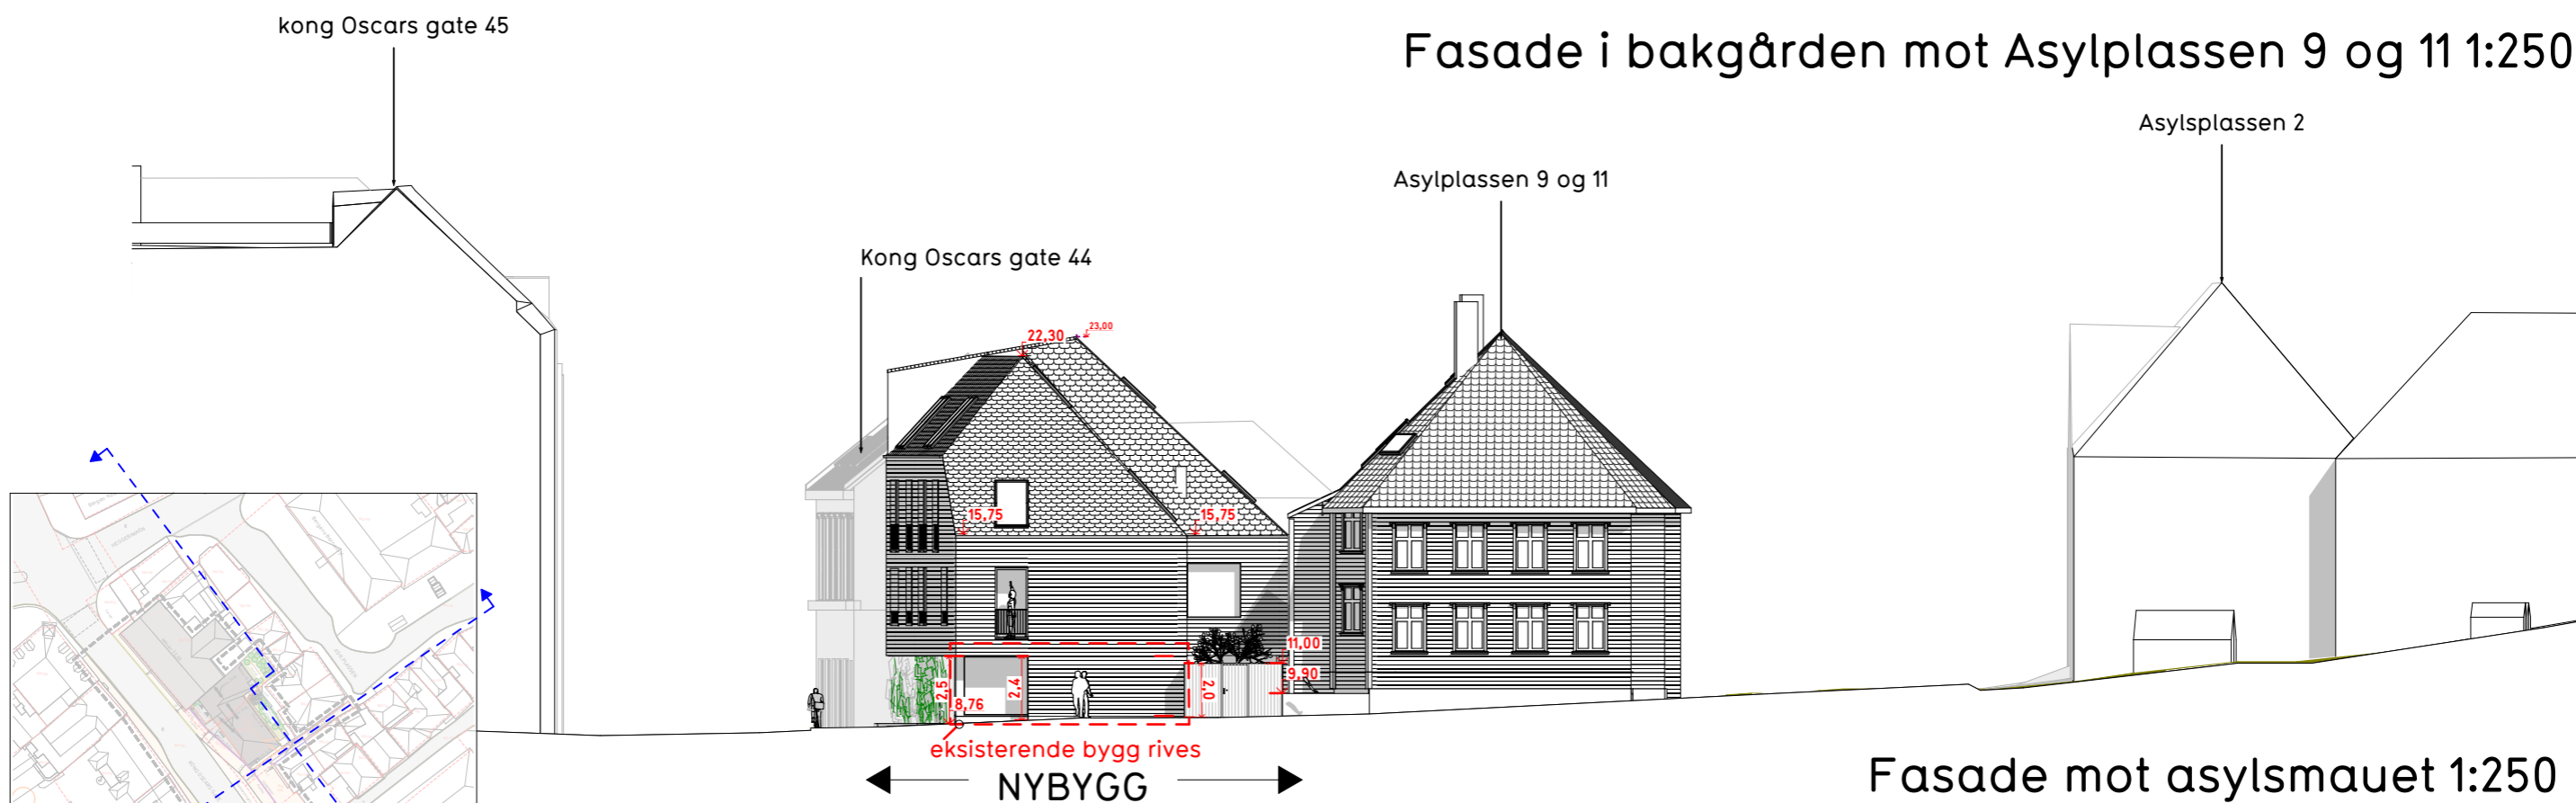 kong Oscars gate 45
Fasade i bakgården mot Asylplassen 9 og 11 1:250
Asylsplassen 2
Asylplassen 9 og 11
Kong Oscars gate 44
22,30
23,00
15,75
15,75
11,00
9,90
2,5
8,76
2,4
2,0
eksisterende bygg rives
NYBYGG
Fasade mot asylsmauet 1:250